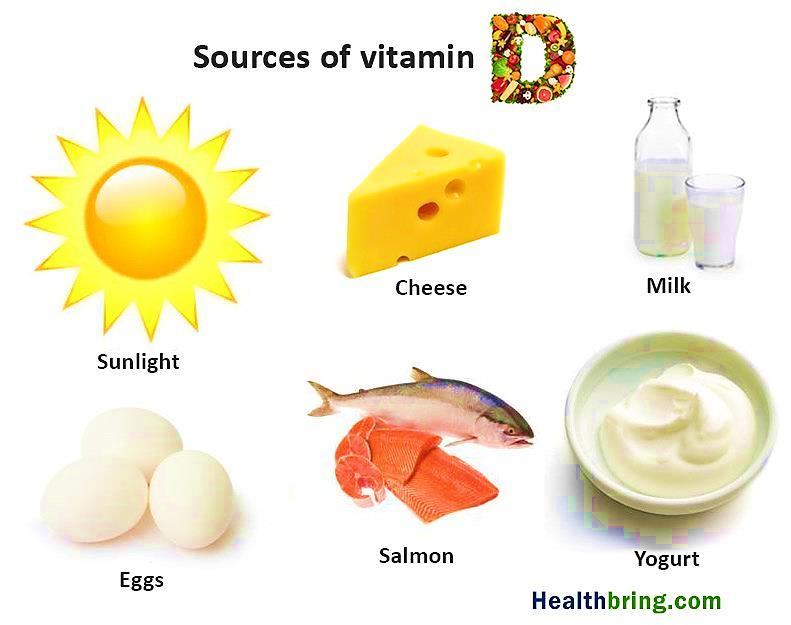 Sources of vitamin D
Cheese
Milk
Sunlight
Salmon
Yogurt
Eggs
Healthbring.com